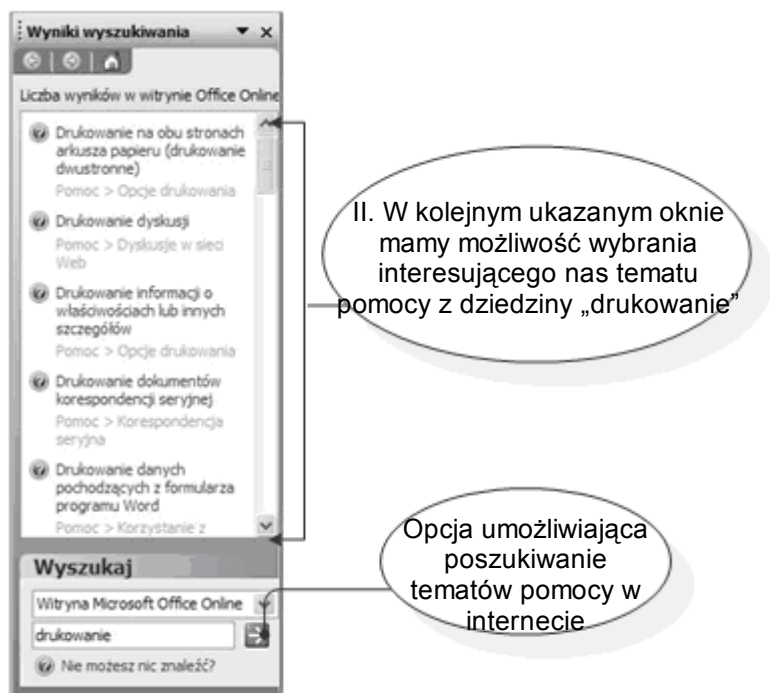 Wyniki wyszukiwania
Liczba wyników w witrynie Office Online
Drukowanie na obu stronach
arkusza papieru (drukowanie
dwustronne)
Pomoc > Opcje drukowania
Drukowanie dyskusji
Pomoc > Dyskusje w sieci
Web
Drukowanie informacji o
właściwościach lub innych
szczegółów
Pomoc > Opcje drukowania
Drukowanie dokumentów
korespondencji seryjnej
Pomoc > Korespondencja
seryjna
Drukowanie danych
pochodzących z formularza
programu Word
Pomoc > Korzystanie z
Wyszukaj
Witryna Microsoft Office Online
drukowanie
Nie możesz nic znaleźć?
II. W kolejnym ukazanym oknie
mamy możliwość wybrania
interesującego nas tematu
pomocy z dziedziny „drukowanie”
Opcja umożliwiająca
poszukiwanie
tematów pomocy w
internecie